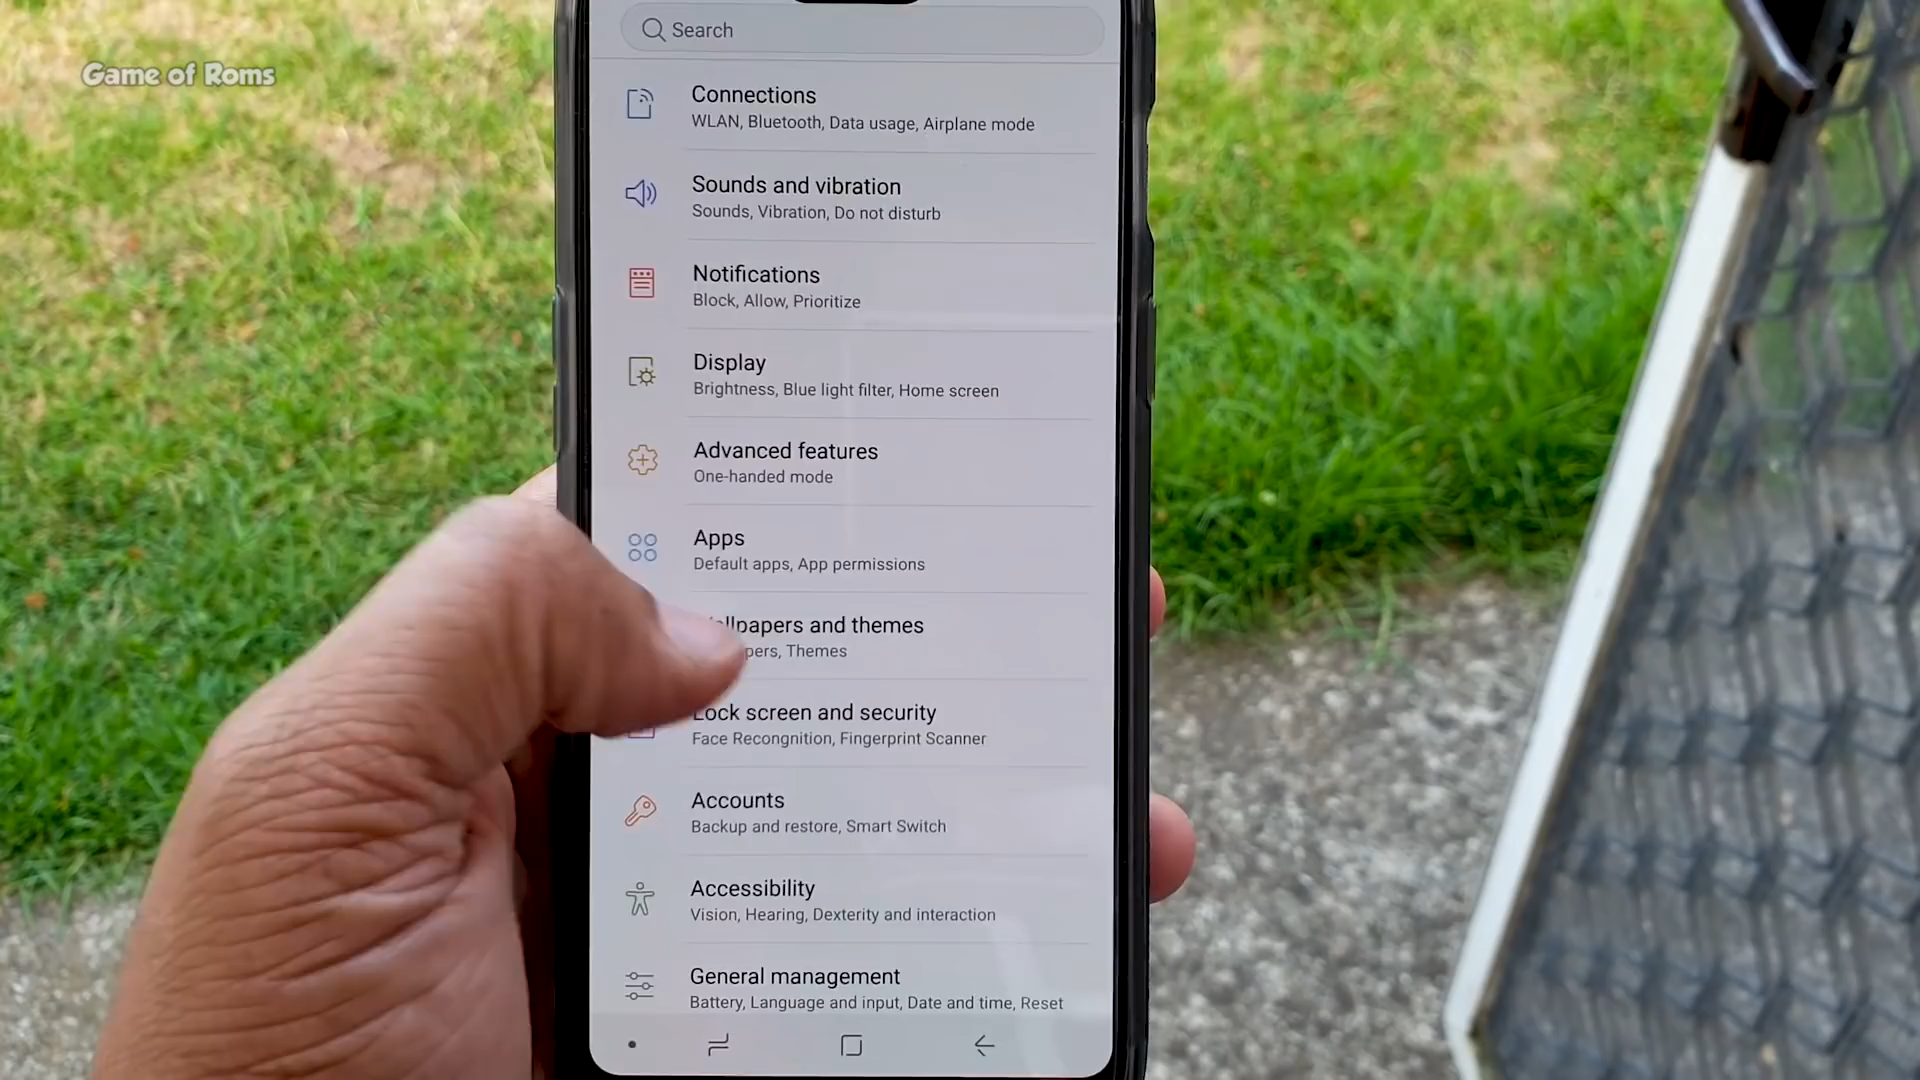 Game of Roms
Search
Connections
WLAN, Bluetooth, Data usage, Airplane mode
Sounds and vibration
Sounds, Vibration, Do not disturb
Notifications
Block, Allow, Prioritize
Display
Brightness, Blue light filter, Home screen
Advanced features
One-handed mode
Apps
Default apps, App permissions
and themes
Themes
Lock screen and security
Face Recongnition, Fingerprint Scanner
Accounts
Backup and restore, Smart Switch
Accessibility
Vision, Hearing, Dexterity and interaction
General management
Battery, Language and input, Date and time, Reset